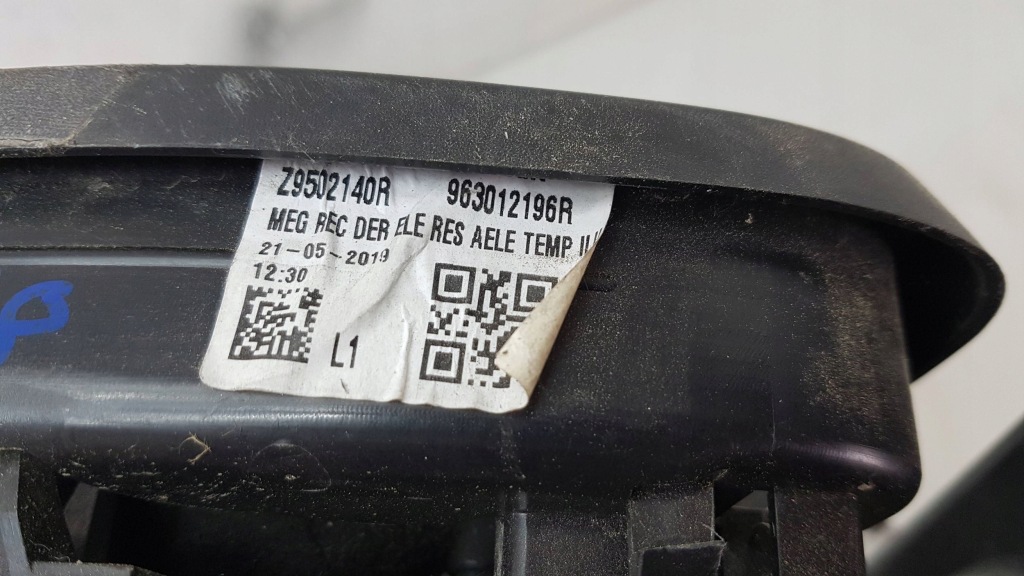 Z9502140R 963012196R
MEG REC DER ELE RES AELE TEMP
21-05-2019
12:30
L1